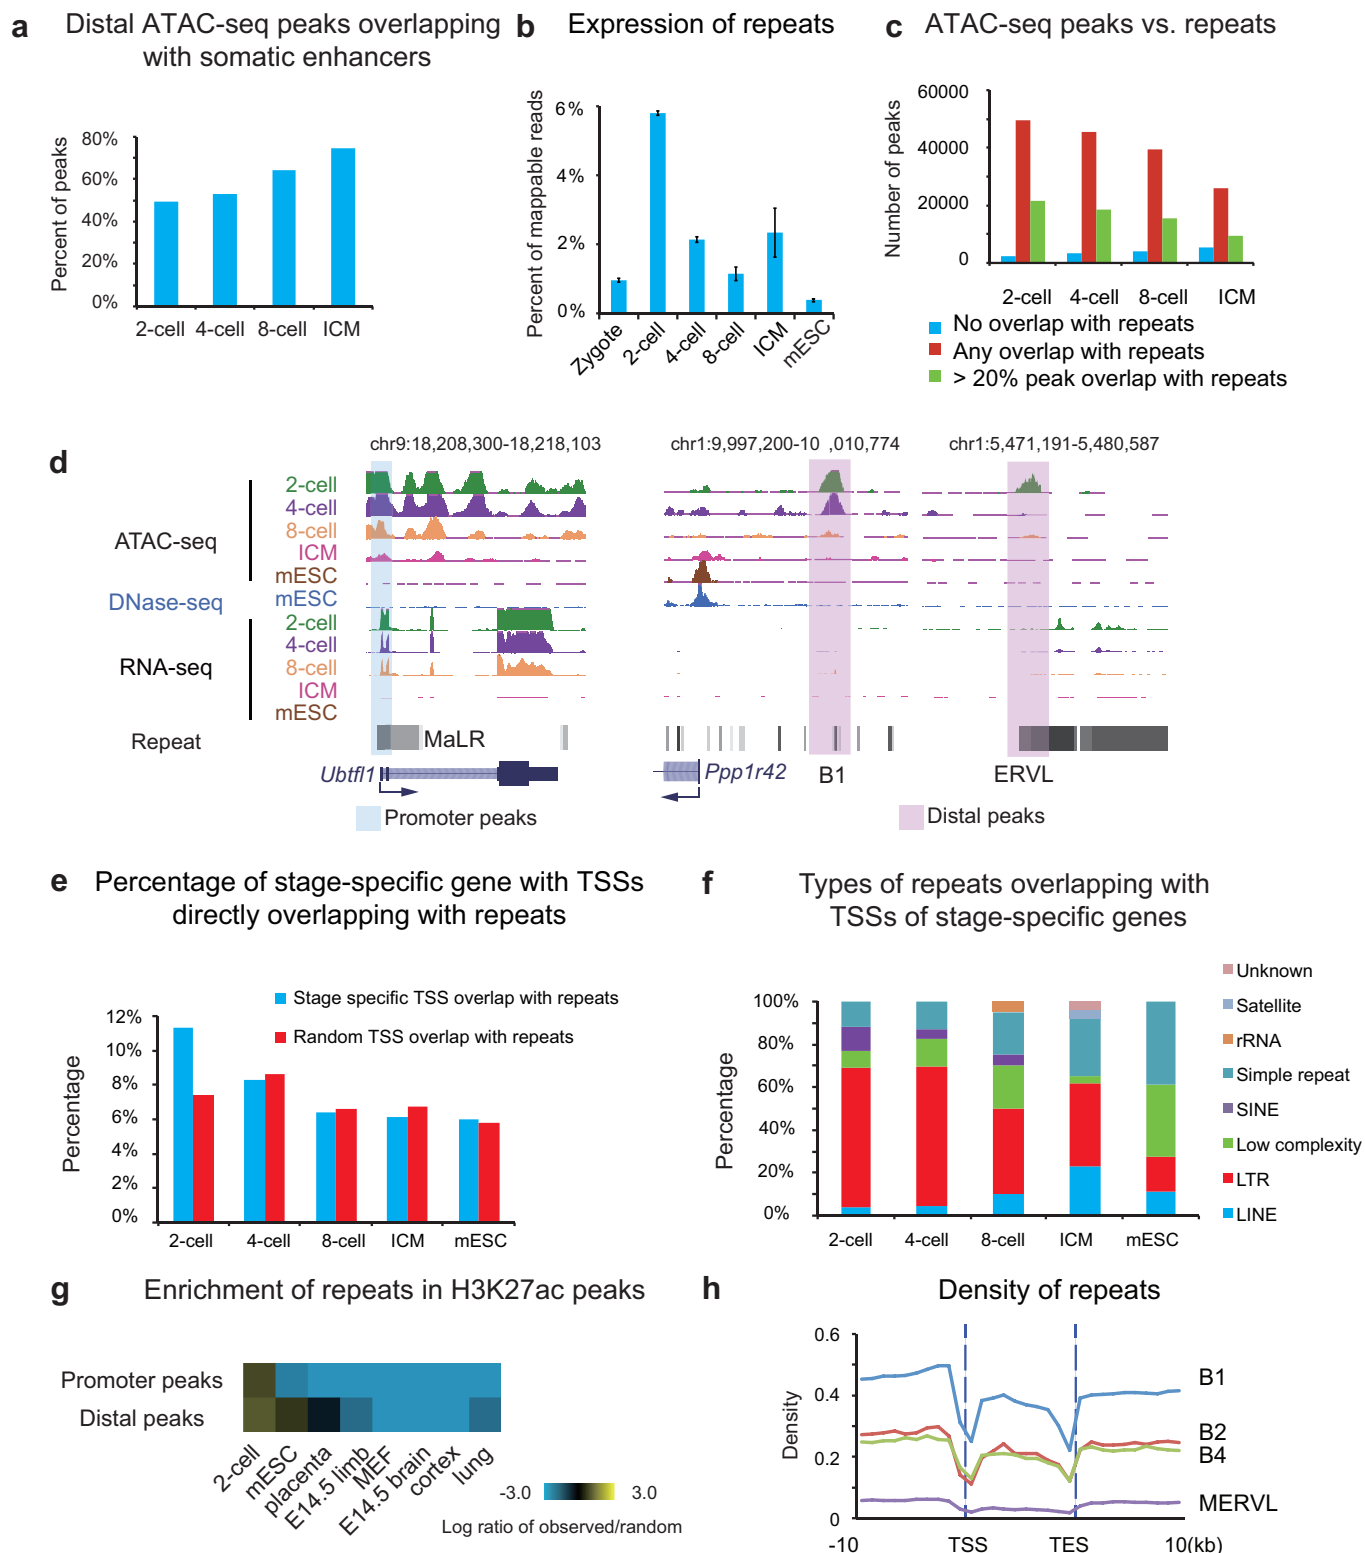 a Distal ATAC-seq peaks overlapping
with somatic enhancers
Percent of peaks
80%
60%
40%
20%
0%
2-cell 4-cell 8-cell ICM
b Expression of repeats
Percent of mappable reads
6%
4%
2%
0%
Zygote 2-cell 4-cell 8-cell ICM mESC
c ATAC-seq peaks vs. repeats
Number of peaks
60000
40000
20000
0
2-cell 4-cell 8-cell ICM
No overlap with repeats
Any overlap with repeats
> 20% peak overlap with repeats
d
chr9:18,208,300-18,218,103 chr1:9,997,200-10 ,010,774 chr1:5,471,191-5,480,587
ATAC-seq
2-cell
4-cell
8-cell
ICM
mESC
DNase-seq mESC
RNA-seq
2-cell
4-cell
8-cell
ICM
mESC
Repeat MaLR
Ubtfl1 Ppp1r42 B1 ERVL
Promoter peaks Distal peaks
e Percentage of stage-specific gene with TSSs
directly overlapping with repeats
Stage specific TSS overlap with repeats
Random TSS overlap with repeats
Percentage
12%
10%
8%
6%
4%
2%
0%
2-cell 4-cell 8-cell ICM mESC
f Types of repeats overlapping with
TSSs of stage-specific genes
Percentage
100%
80%
60%
40%
20%
0%
2-cell 4-cell 8-cell ICM mESC
Unknown
Satellite
rRNA
Simple repeat
SINE
Low complexity
LTR
LINE
g Enrichment of repeats in H3K27ac peaks
Promoter peaks
Distal peaks
2-cell mESC placenta E14.5 limb MEF E14.5 brain cortex lung
-3.0 3.0
Log ratio of observed/random
h Density of repeats
Density
0.6
0.4
0.2
0
B1
B2
B4
MERVL
-10 TSS TES 10(kb)